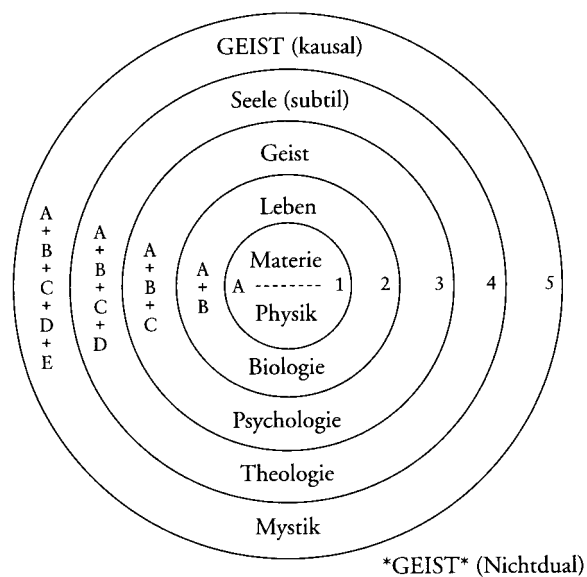 GEIST (kausal)
Seele (subtil)
Geist
Leben
Materie
A -------- 1
Physik
2
3
4
5
A
+
B
A
+
B
+
C
A
+
B
+
C
+
D
A
+
B
+
C
+
D
+
E
Biologie
Psychologie
Theologie
Mystik
*GEIST* (Nichtdual)